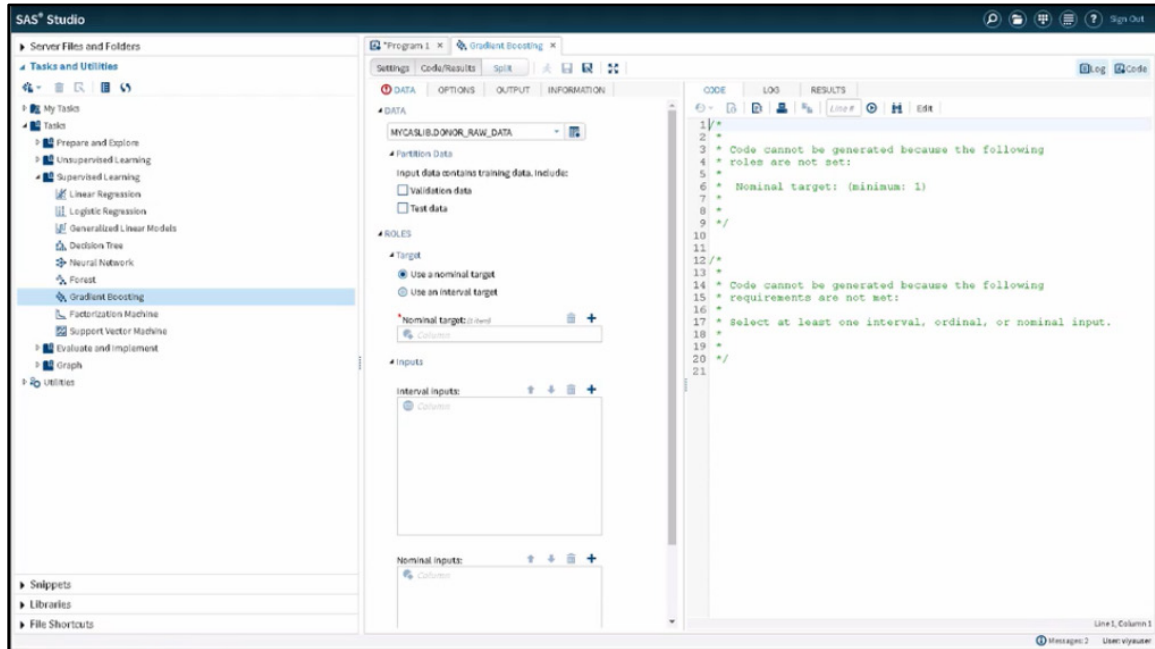 SAS® Studio
Sign Out
Server Files and Folders
Tasks and Utilities
My Tasks
Tasks
Prepare and Explore
Unsupervised Learning
Supervised Learning
Linear Regression
Logistic Regression
Generalized Linear Models
Decision Tree
Neural Network
Forest
Gradient Boosting
Factorization Machine
Support Vector Machine
Evaluate and Implement
Graph
Utilities
Snippets
Libraries
File Shortcuts
*Program 1 × Gradient Boosting ×
Settings Code/Results Split
Log Code
DATA OPTIONS OUTPUT INFORMATION
DATA
MYCASLIB.DONOR_RAW_DATA
Partition Data
Input data contains training data. Include:
Validation data
Test data
ROLES
Target
Use a nominal target
Use an interval target
*Nominal target: (1 item)
Column
Inputs
Interval inputs:
Column
Nominal inputs:
Column
CODE LOG RESULTS
Line # Edit
1 /*
2 *
3 * Code cannot be generated because the following
4 * roles are not set:
5 *
6 * Nominal target: (minimum: 1)
7 *
8 *
9 */
10
11
12 /*
13 *
14 * Code cannot be generated because the following
15 * requirements are not met:
16 *
17 * Select at least one interval, ordinal, or nominal input.
18 *
19 *
20 */
21
Line 1, Column 1
Messages: 2 User: viyauser